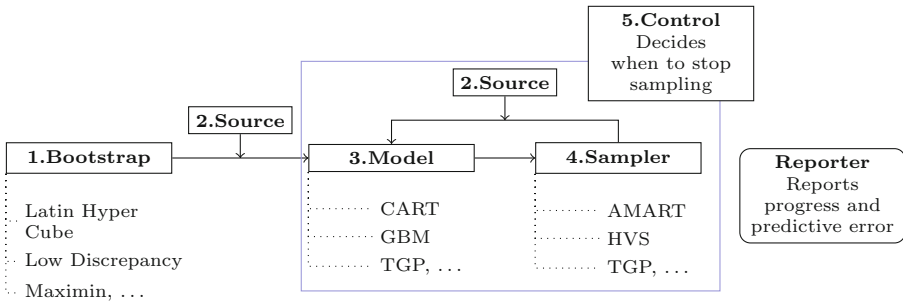 5.Control
Decides
when to stop
sampling
2.Source
2.Source
1.Bootstrap
3.Model
4.Sampler
Latin Hyper
Cube
Low Discrepancy
Maximin, ...
CART
GBM
TGP, ...
AMART
HVS
TGP, ...
Reporter
Reports
progress and
predictive error